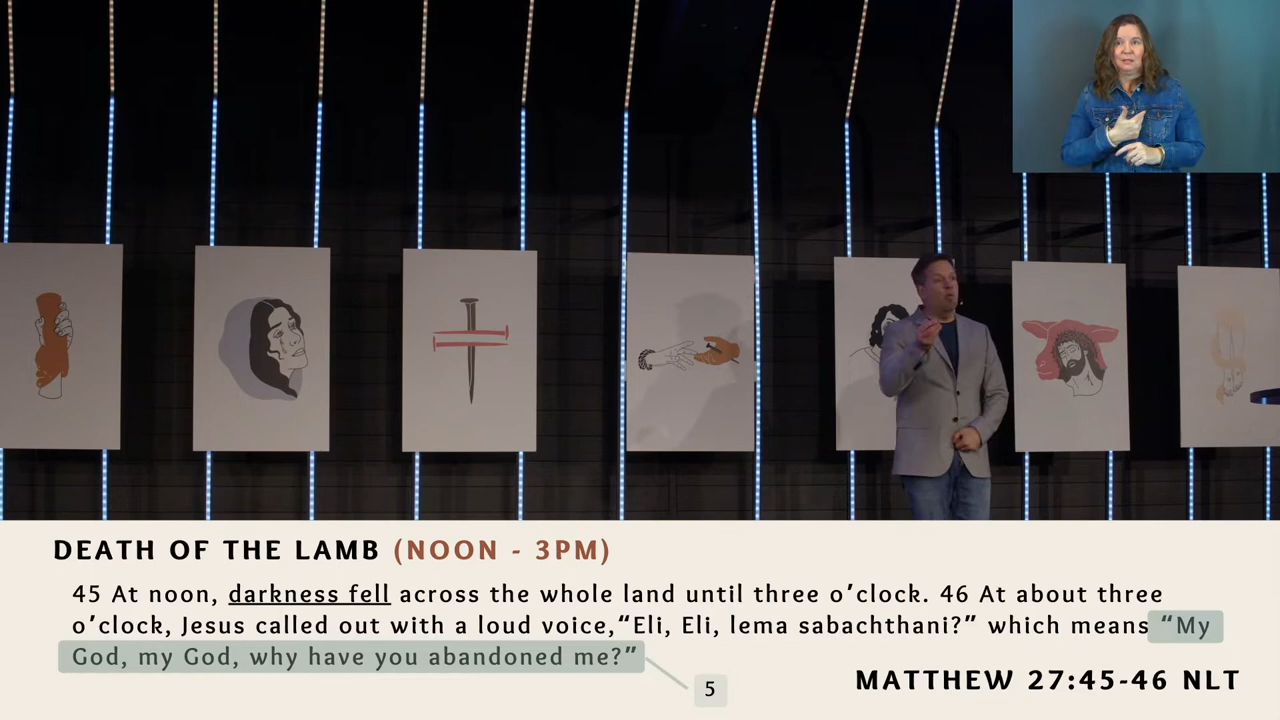 DEATH OF THE LAMB (NOON - 3PM)
45 At noon, darkness fell across the whole land until three o’clock. 46 At about three
o’clock, Jesus called out with a loud voice,“Eli, Eli, lema sabachthani?” which means “My
God, my God, why have you abandoned me?”
5
MATTHEW 27:45-46 NLT